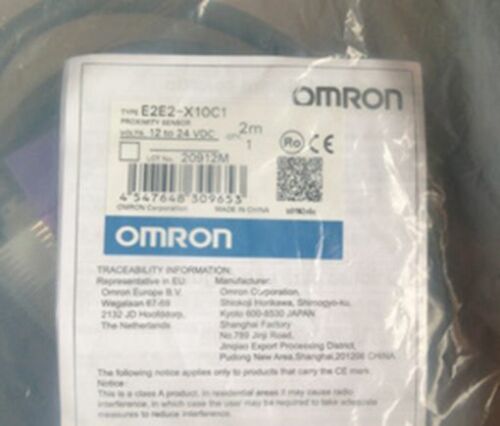 OMRON
TYPE E2E2-X10C1
PROXIMITY SENSOR
VOLTS. 12 to 24 VDC 2m
QTY. 1
LOT No. 20912M
4 547648 309653
OMRON Corporation MADE IN CHINA
Ro CE
OMRON
TRACEABILITY INFORMATION:
Representative in EU: Manufacturer:
Omron Europe B.V. Omron Corporation,
Wegalaan 67-69 Shiokoji Horikawa, Shimogyo-ku,
2132 JD Hoofddorp, Kyoto 600-8530 JAPAN
The Netherlands Shanghai Factory
No.789 Jinji Road,
Jinqiao Export Processing District,
Pudong New Area, Shanghai, 201206 CHINA
The following notice applies only to products that carry the CE mark:
Notice:
This is a class A product. In residential areas it may cause radio
interference, in which case the user may be required to take adequate
measures to reduce interference.